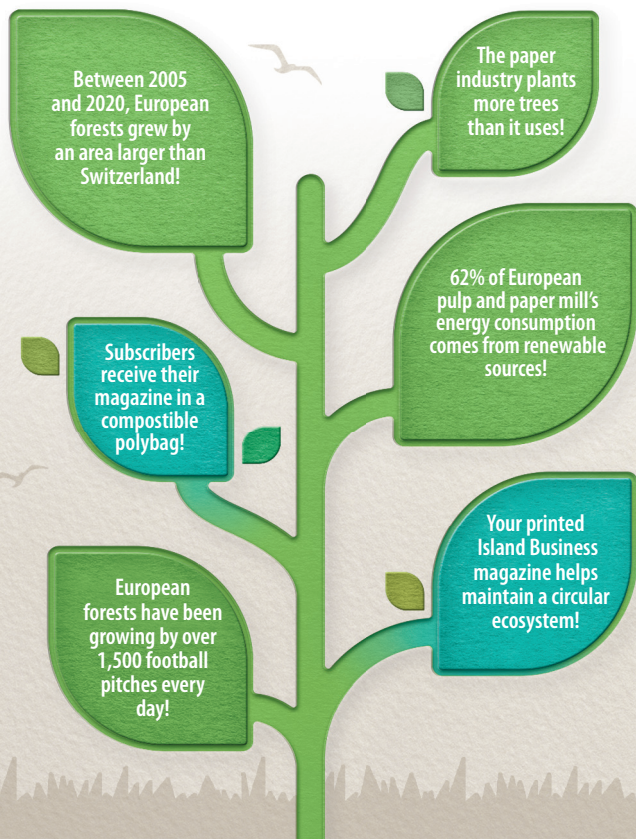 Between 2005
and 2020, European
forests grew by
an area larger than
Switzerland!
The paper
industry plants
more trees
than it uses!
62% of European
pulp and paper mill’s
energy consumption
comes from renewable
sources!
Subscribers
receive their
magazine in a
compostible
polybag!
Your printed
Island Business
magazine helps
maintain a circular
ecosystem!
European
forests have been
growing by over
1,500 football
pitches every
day!